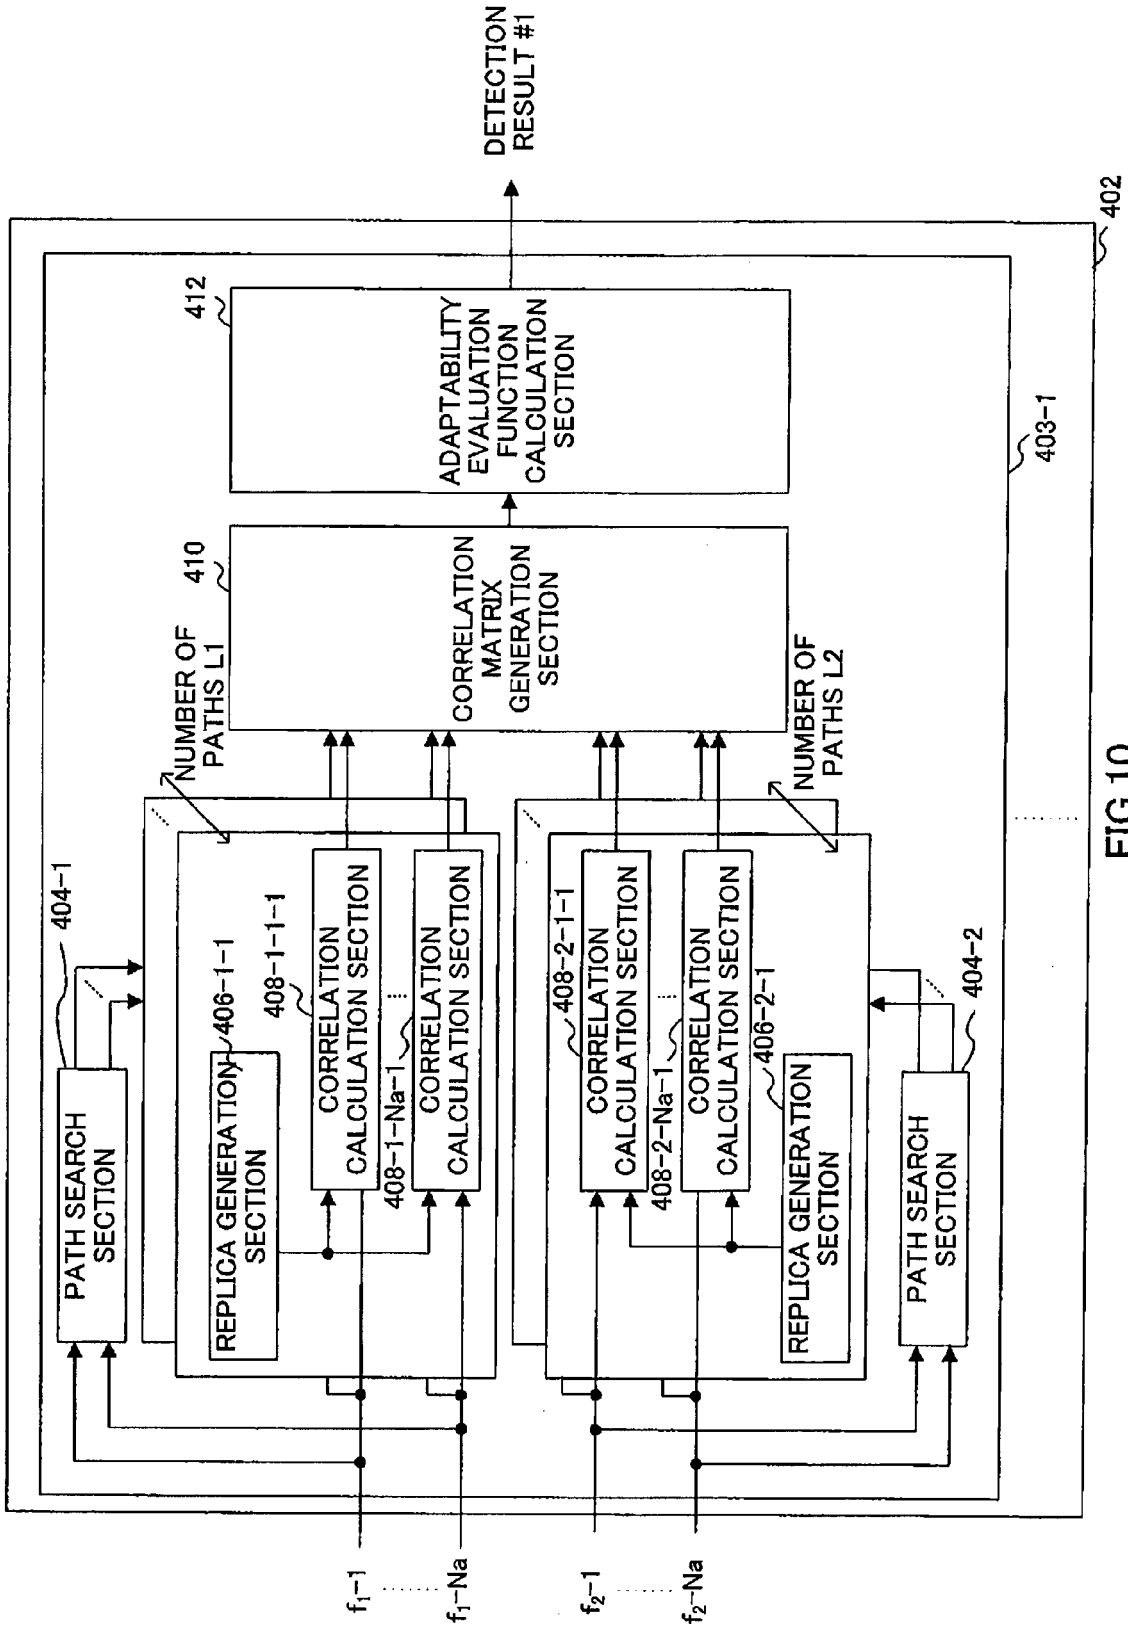 404-1
PATH SEARCH
SECTION
NUMBER OF
PATHS L1
406-1-1
REPLICA GENERATION
SECTION
408-1-1-1
CORRELATION
CALCULATION SECTION
408-1-Na-1
CORRELATION
CALCULATION SECTION
410
CORRELATION
MATRIX
GENERATION
SECTION
412
ADAPTABILITY
EVALUATION
FUNCTION
CALCULATION
SECTION
DETECTION
RESULT #1
f1-1
f1-Na
f2-1
f2-Na
408-2-1-1
CORRELATION
CALCULATION SECTION
408-2-Na-1
CORRELATION
CALCULATION SECTION
406-2-1
REPLICA GENERATION
SECTION
NUMBER OF
PATHS L2
PATH SEARCH
SECTION
404-2
403-1
402
FIG.10